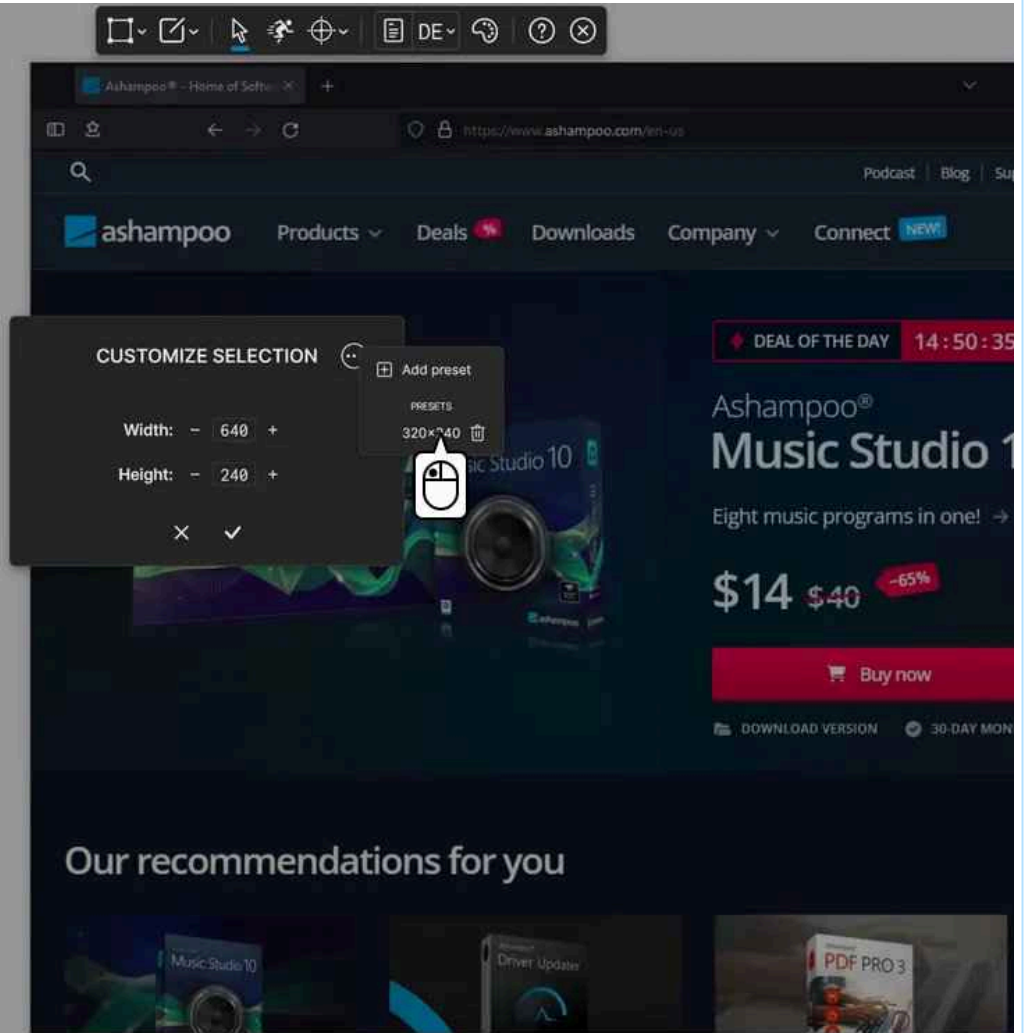 DE
Ashampoo® - Home of Softw
https://www.ashampoo.com/en-us
Podcast | Blog | Sup
ashampoo Products Deals % Downloads Company Connect NEW!
CUSTOMIZE SELECTION
Add preset
PRESETS
320×240
Width: − 640 +
Height: − 240 +
DEAL OF THE DAY 14:50:35
Ashampoo®
Music Studio 1
Eight music programs in one! →
$14 $40 -65%
Buy now
DOWNLOAD VERSION 30-DAY MON
sic Studio 10
ashampoo
Our recommendations for you
Music Studio 10
Driver Updater
PDF PRO 3